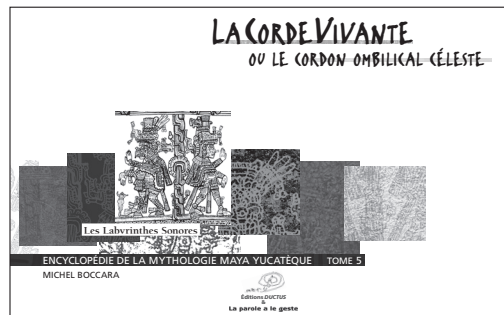 LA CORDE VIVANTE
OU LE CORDON OMBILICAL CÉLESTE
Les Labyrinthes Sonores
ENCYCLOPÉDIE DE LA MYTHOLOGIE MAYA YUCATÈQUE TOME 5
MICHEL BOCCARA
Éditions DUCTUS
&
La parole a le geste